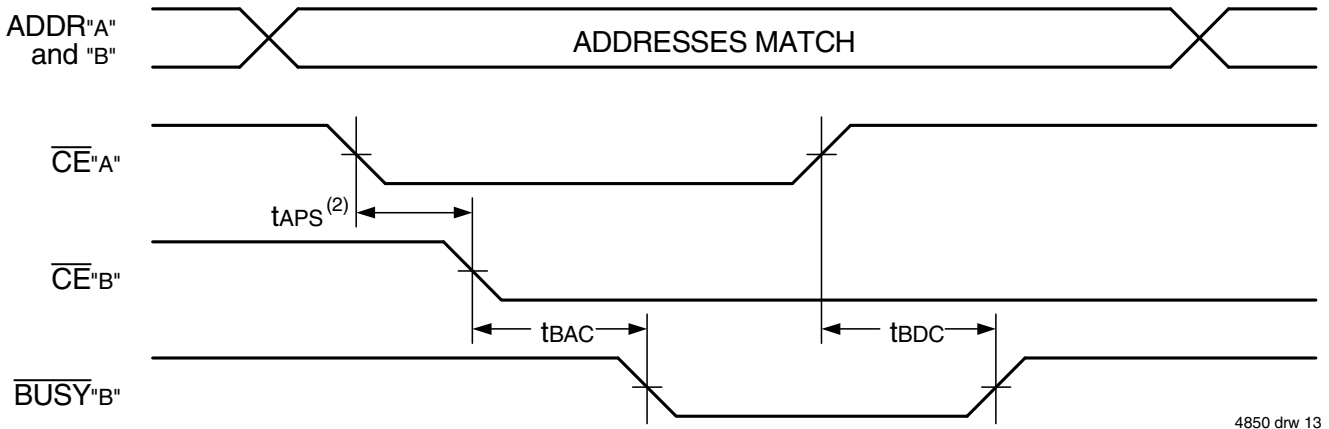 ADDR"A"
and "B"
ADDRESSES MATCH
CE"A"
tAPS(2)
CE"B"
tBAC
tBDC
BUSY"B"
4850 drw 13